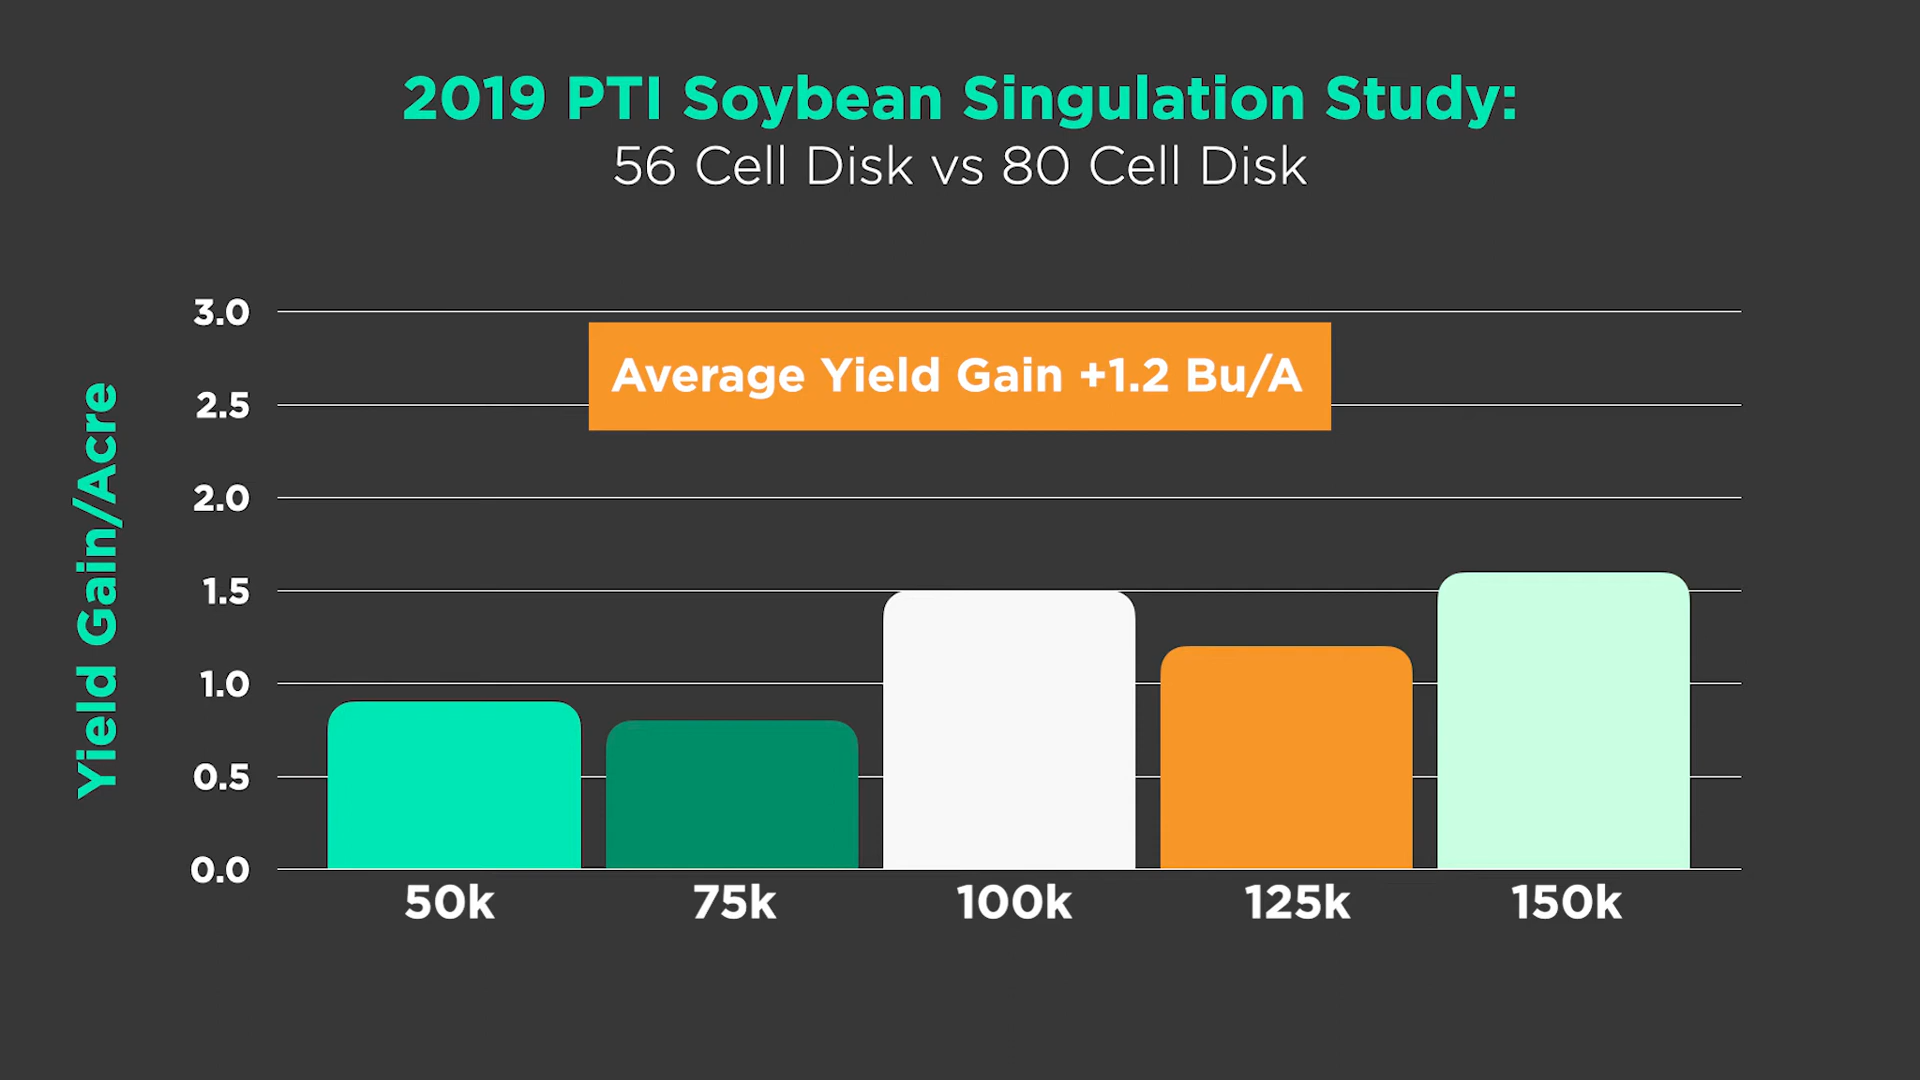 2019 PTI Soybean Singulation Study:
56 Cell Disk vs 80 Cell Disk
Yield Gain/Acre
3.0
Average Yield Gain +1.2 Bu/A
2.5
2.0
1.5
1.0
0.5
0.0
50k
75k
100k
125k
150k